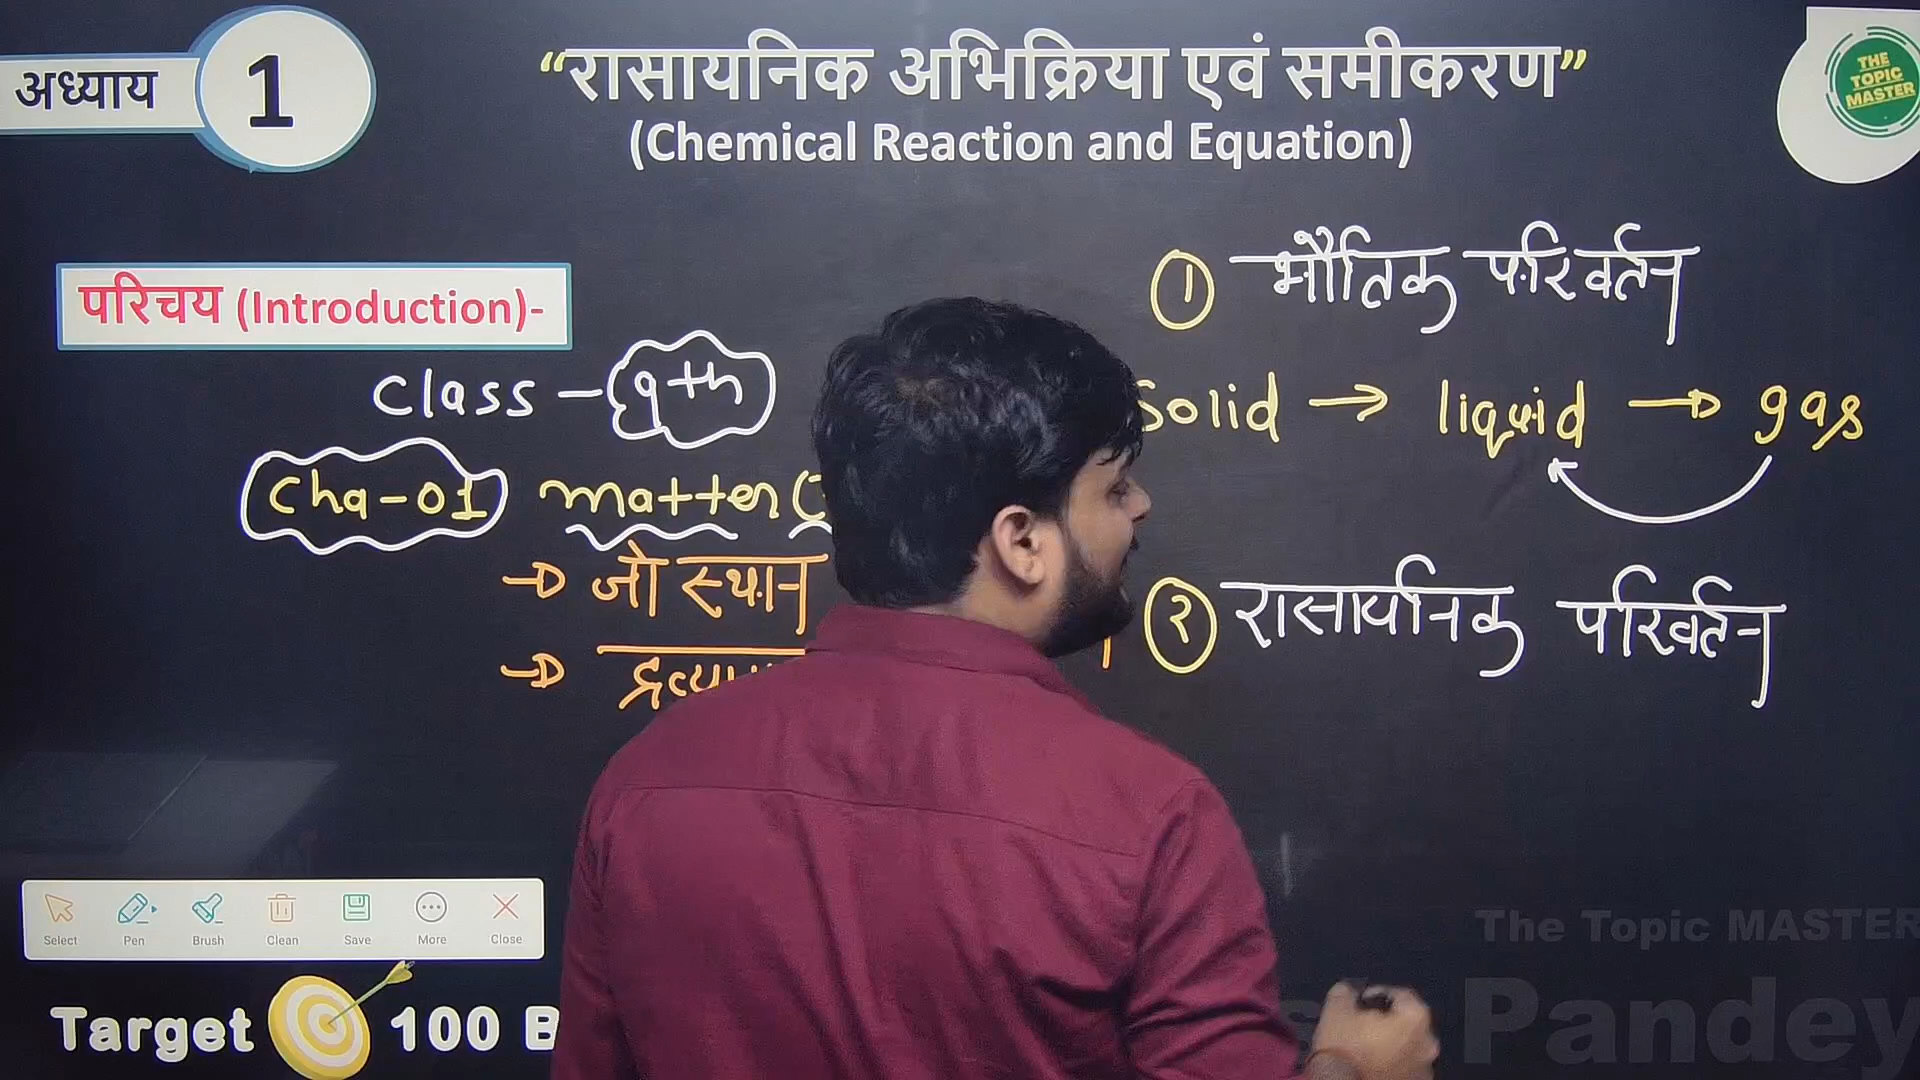 अध्याय 1
“रासायनिक अभिक्रिया एवं समीकरण”
(Chemical Reaction and Equation)
THE
TOPIC
MASTER
परिचय (Introduction)-
Class - 9th
Cha-01 matter (
→ जो स्थान
→
① भौतिक परिवर्तन
Solid → liquid → gas
② रासायनिक परिवर्तन
Select Pen Brush Clean Save More Close
Target 100 B
The Topic MASTER
Pandey